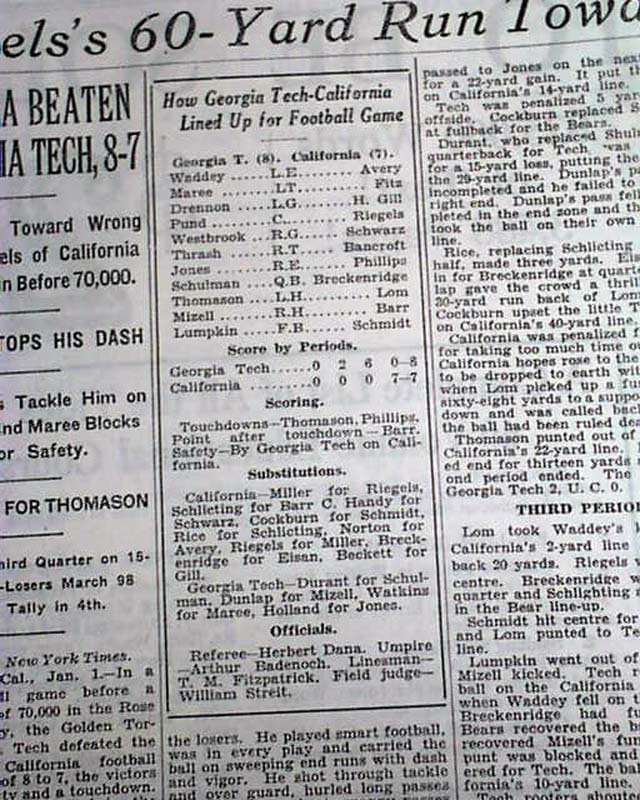 els's 60-Yard Run Towa
A BEATEN
IA TECH, 8-7
Toward Wrong
els of California
n Before 70,000.
TOPS HIS DASH
s Tackle Him on
nd Maree Blocks
or Safety.
FOR THOMASON
hird Quarter on 15-
-Losers March 98
Tally in 4th.
New York Times.
Cal., Jan. 1.—In a
ll game before a
of 70,000 in the Rose
y, the Golden Tor-
Tech defeated the
California football
of 8 to 7, the victors
ty and a touchdown.
How Georgia Tech-California
Lined Up for Football Game
Georgia T. (8). California (7).
Waddey ......L.E......... Avery
Maree .......L.T.......... Fitz
Drennon .....L.G........ H. Gill
Pund ........C......... Riegels
Westbrook ...R.G....... Schwarz
Thrash ......R.T...... Bancroft
Jones .......R.E...... Phillips
Schulman ....Q.B. Breckenridge
Thomason ....L.H.......... Lom
Mizell ......R.H......... Barr
Lumpkin .....F.B...... Schmidt
Score by Periods.
Georgia Tech......0 2 6 0—8
California ........0 0 0 7—7
Scoring.
Touchdowns—Thomason, Phillips.
Point after touchdown — Barr.
Safety—By Georgia Tech on Cali-
fornia.
Substitutions.
California—Miller for Riegels,
Schlicting for Barr C. Handy for
Schwarz, Cockburn for Schmidt,
Rice for Schlicting, Norton for
Avery, Riegels for Miller, Breck-
enridge for Eisan, Beckett for
Gill.
Georgia Tech—Durant for Schul-
man, Dunlap for Mizell, Watkins
for Maree, Holland for Jones.
Officials.
Referee—Herbert Dana. Umpire
—Arthur Badenoch. Linesman—
T. M. Fitzpatrick. Field judge—
William Streit.
the losers. He played smart football,
was in every play and carried the
ball on sweeping end runs with dash
and vigor. He shot through tackle
and over guard, hurled long passes
passed to Jones on the nex
for a 22-yard gain. It put th
on California's 14-yard line.
Tech was penalized 5 yar
offside. Cockburn replaced S
at fullback for the Bears.
Durant, who replaced Shul
quarterback for Tech, was
for a 15-yard loss, putting the
the 29-yard line. Dunlap's pa
incompleted and he failed to
right end. Dunlap's pass fell
pleted in the end zone and th
took the ball on their own
line.
Rice, replacing Schlicting
half, made three yards. Eis
in for Breckenridge at quarte
lap gave the crowd a thril
30-yard run back of Lom
Cockburn upset the little T
on California's 40-yard line.
California was penalized f
for taking too much time ou
California hopes rose to the
to be dropped to earth wit
when Lom picked up a fu
sixty-eight yards to a suppo
down and was called back
the ball had been ruled dea
Thomason punted out of
California's 22-yard line. I
ed end for thirteen yards
ond period ended. The
Georgia Tech 2, U. C. 0.
THIRD PERIOD
Lom took Waddey's
California's 2-yard line
back 20 yards. Riegels w
centre. Breckenridge w
quarter and Schlighting
in the Bear line-up.
Schmidt hit centre for
and Lom punted to Te
line.
Lumpkin went out of
Mizell kicked. Tech r
ball on the California
when Waddey fell on
Breckenridge had fu
Bears recovered the b
recovered Mizell's fum
punt was blocked and
ered for Tech. The ba
fornia's 10-yard line.